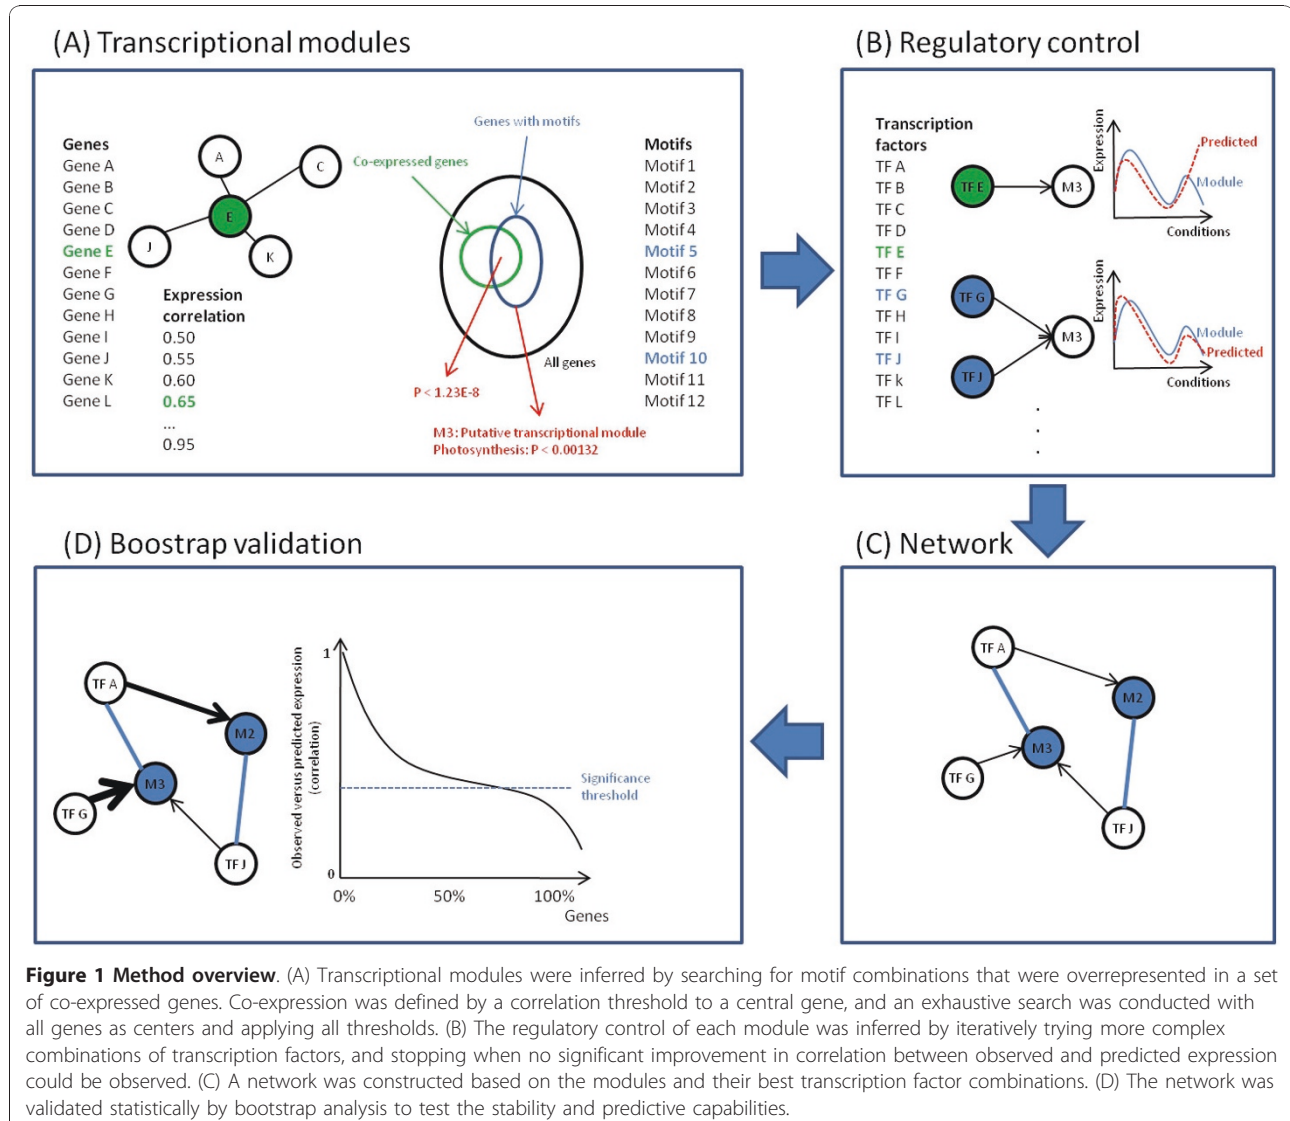 (A) Transcriptional modules
Genes
Gene A
Gene B
Gene C
Gene D
Gene E
Gene F
Gene G
Gene H
Gene I
Gene J
Gene K
Gene L
A
C
E
J
K
Expression
correlation
0.50
0.55
0.60
0.65
...
0.95
Genes with motifs
Co-expressed genes
All genes
P < 1.23E-8
M3: Putative transcriptional module
Photosynthesis: P < 0.00132
Motifs
Motif 1
Motif 2
Motif 3
Motif 4
Motif 5
Motif 6
Motif 7
Motif 8
Motif 9
Motif 10
Motif 11
Motif 12
(B) Regulatory control
Transcription
factors
TF A
TF B
TF C
TF D
TF E
TF F
TF G
TF H
TF I
TF J
TF k
TF L
TF E
M3
Expression
Predicted
Module
Conditions
TF G
M3
TF J
Expression
Module
Predicted
Conditions
.
.
.
(D) Boostrap validation
TF A
M2
M3
TF G
TF J
Observed versus predicted expression
(correlation)
1
0
Significance
threshold
0%
50%
100%
Genes
(C) Network
TF A
M2
M3
TF G
TF J
Figure 1 Method overview. (A) Transcriptional modules were inferred by searching for motif combinations that were overrepresented in a set
of co-expressed genes. Co-expression was defined by a correlation threshold to a central gene, and an exhaustive search was conducted with
all genes as centers and applying all thresholds. (B) The regulatory control of each module was inferred by iteratively trying more complex
combinations of transcription factors, and stopping when no significant improvement in correlation between observed and predicted expression
could be observed. (C) A network was constructed based on the modules and their best transcription factor combinations. (D) The network was
validated statistically by bootstrap analysis to test the stability and predictive capabilities.